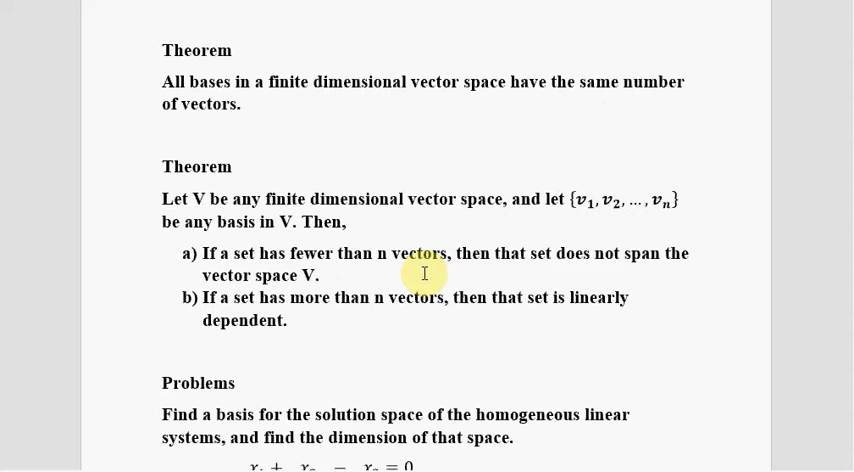 Theorem
All bases in a finite dimensional vector space have the same number
of vectors.
Theorem
Let V be any finite dimensional vector space, and let {v₁, v₂, … , vₙ}
be any basis in V. Then,
a) If a set has fewer than n vectors, then that set does not span the
vector space V.
b) If a set has more than n vectors, then that set is linearly
dependent.
Problems
Find a basis for the solution space of the homogeneous linear
systems, and find the dimension of that space.